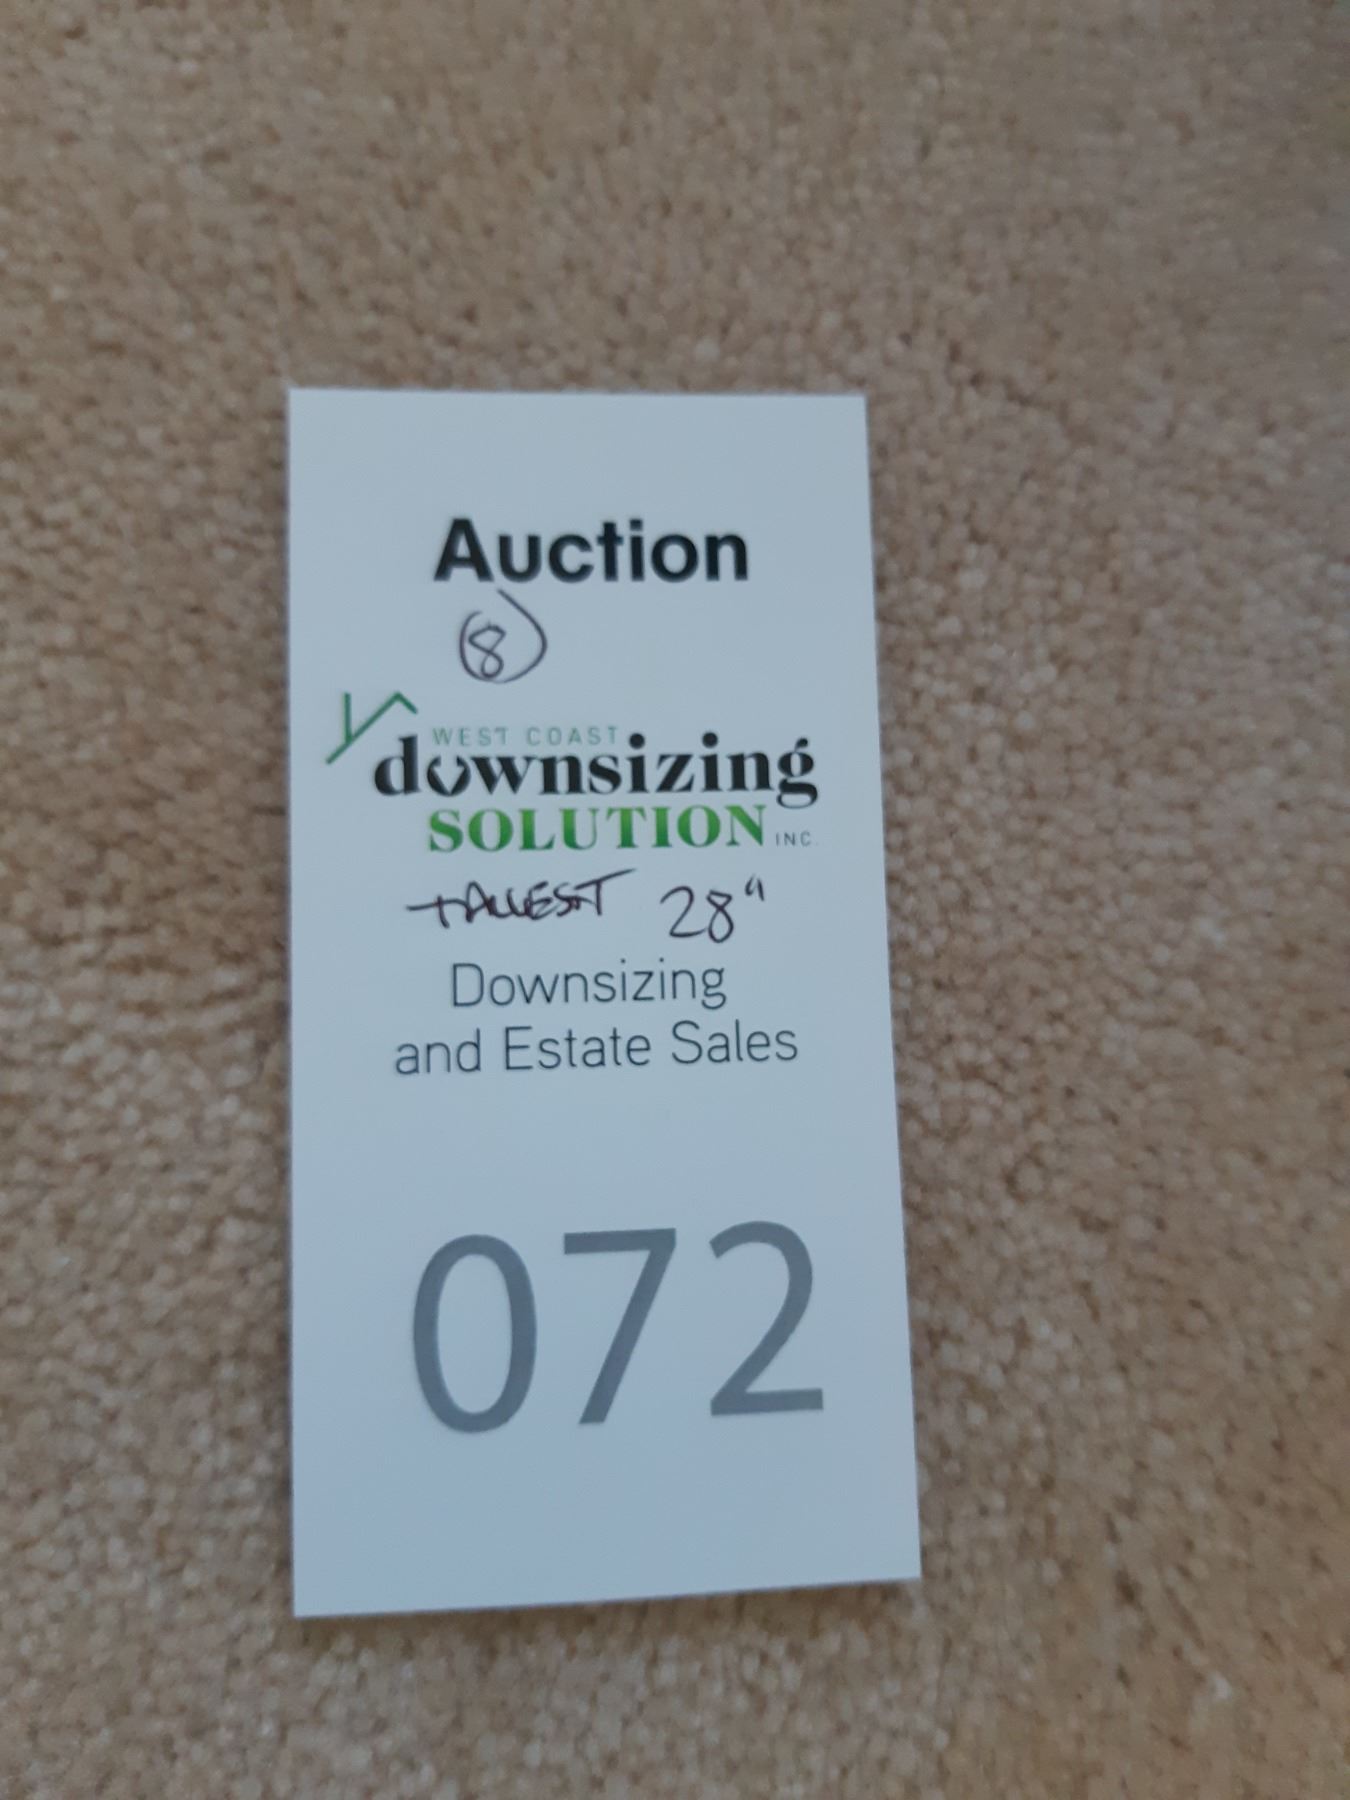 Auction
8
WEST COAST
downsizing
SOLUTION INC.
TALLEST 28"
Downsizing
and Estate Sales
072